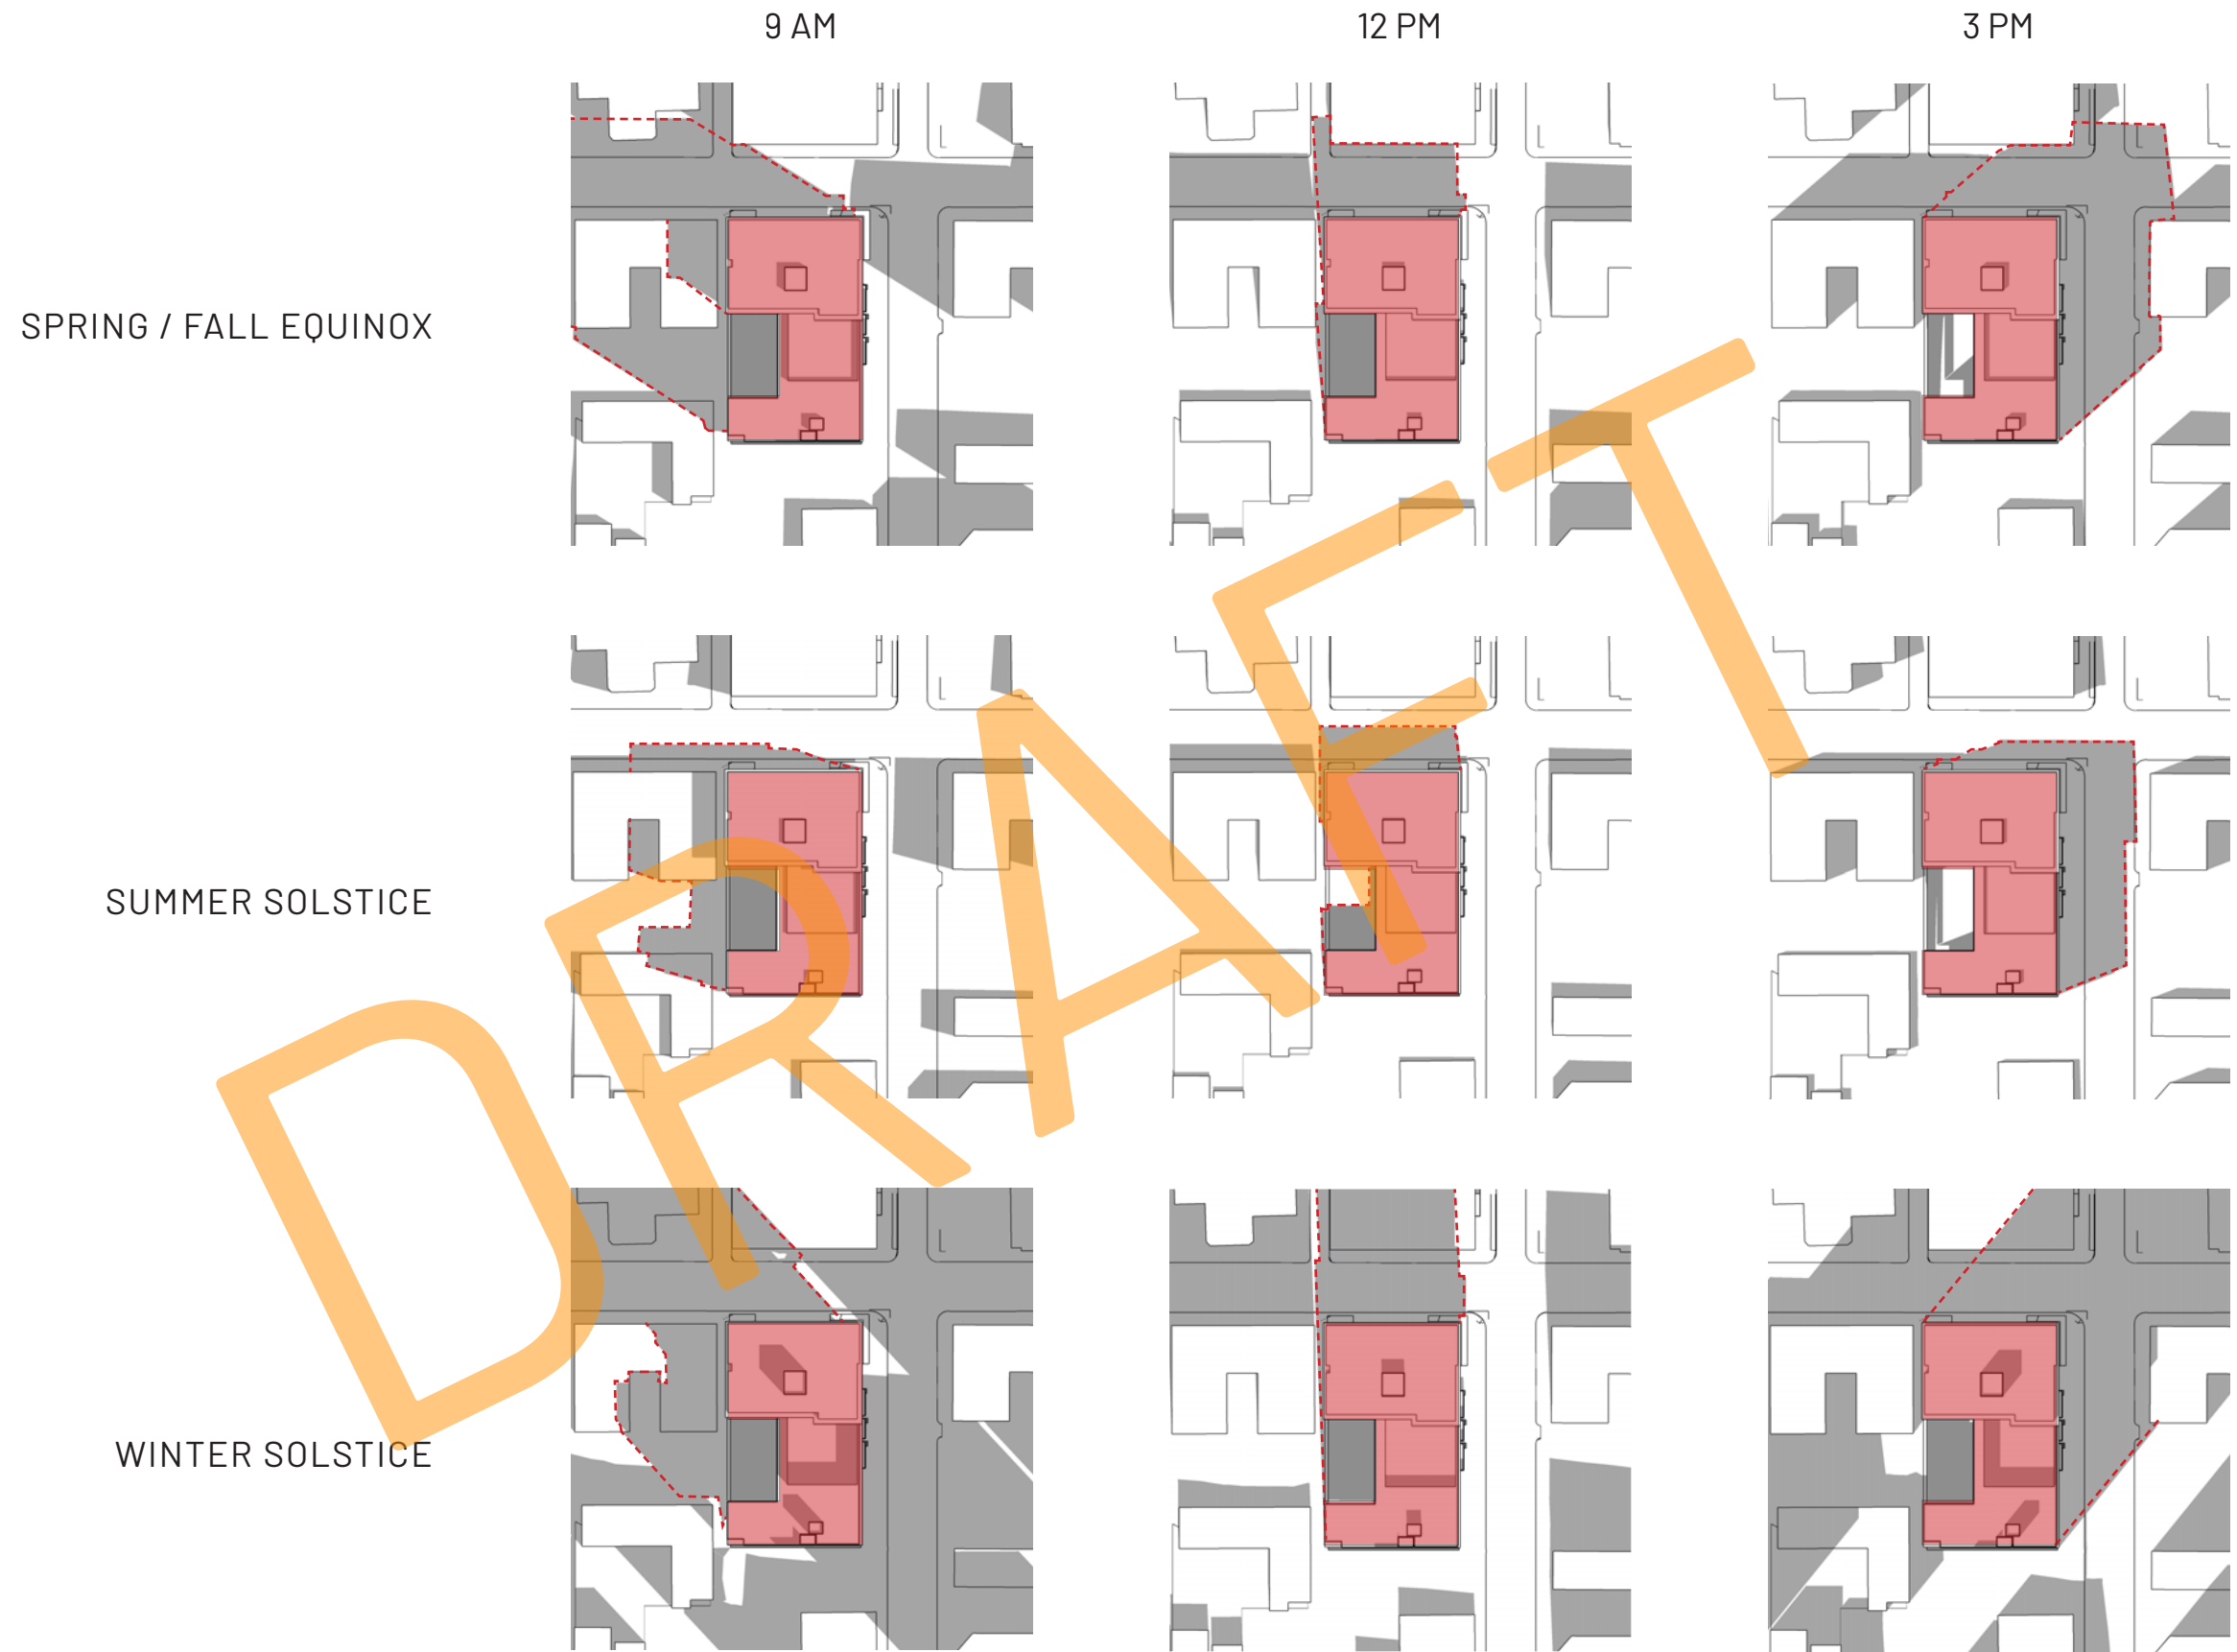 9 AM
12 PM
3 PM
SPRING / FALL EQUINOX
SUMMER SOLSTICE
WINTER SOLSTICE
DRAFT